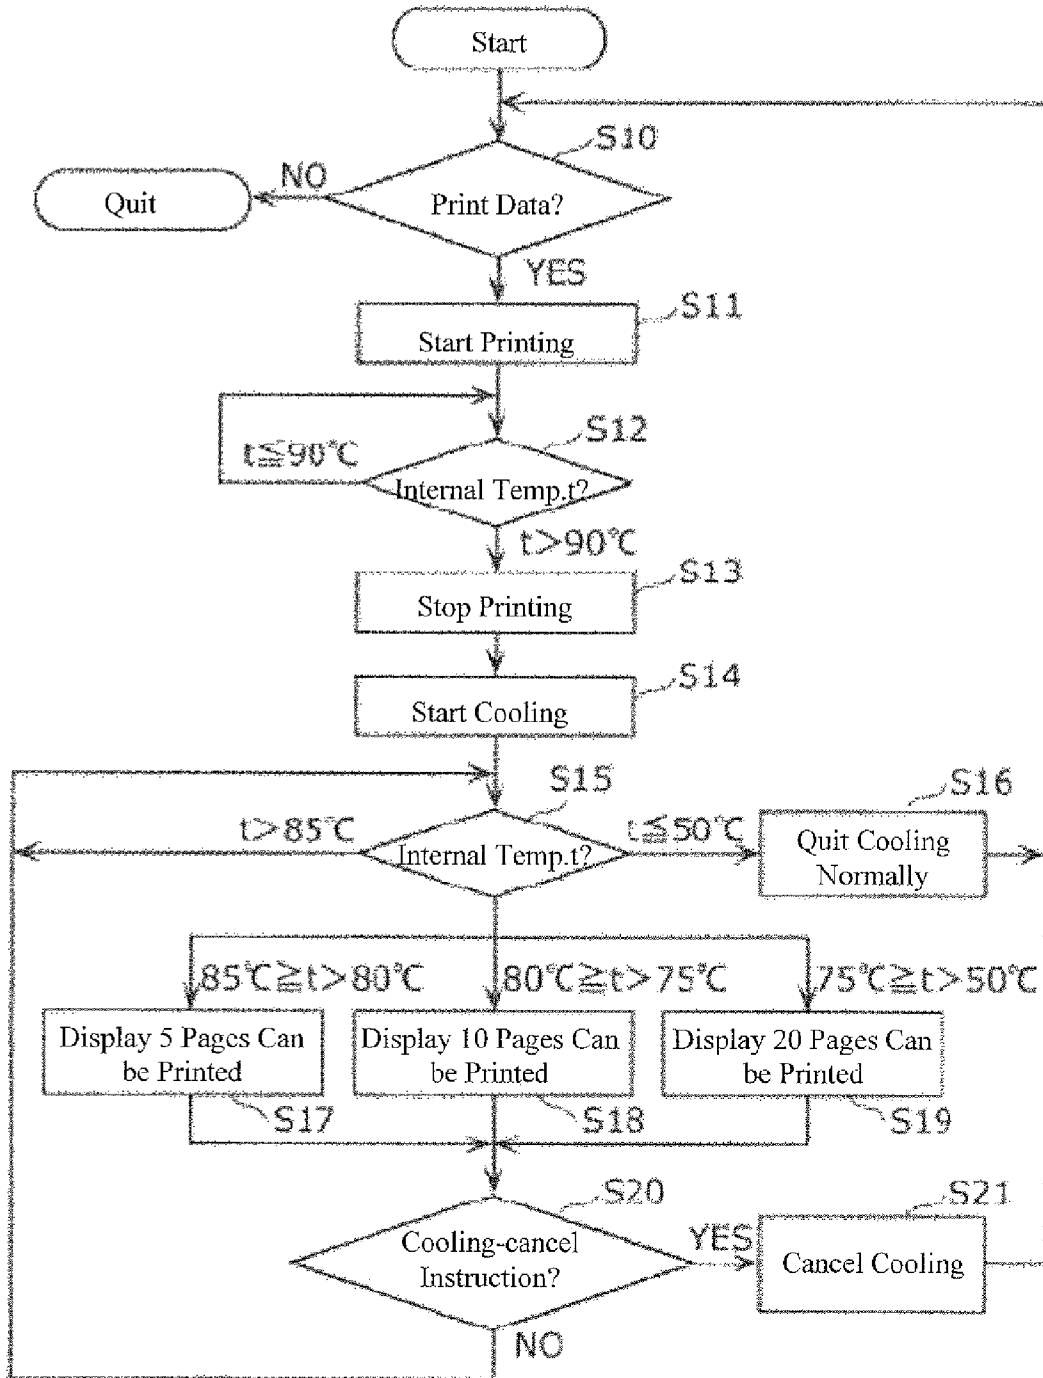 Start
S10
NO
Quit
Print Data?
YES
S11
Start Printing
S12
t≦90℃
Internal Temp.t?
t>90℃
S13
Stop Printing
S14
Start Cooling
S15
S16
t>85℃
t≦50℃
Internal Temp.t?
Quit Cooling
Normally
85℃≧t>80℃
80℃≧t>75℃
75℃≧t>50℃
Display 5 Pages Can
be Printed
Display 10 Pages Can
be Printed
Display 20 Pages Can
be Printed
S17
S18
S19
S20
S21
Cooling-cancel
Instruction?
YES
Cancel Cooling
NO